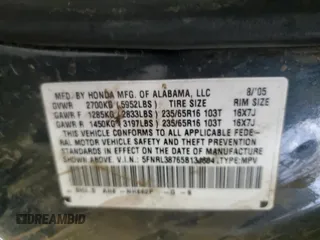 MFD. BY HONDA MFG. OF ALABAMA, LLC 8/'05
GVWR 2700KG (5952LBS) TIRE SIZE RIM SIZE
GAWR F 1285KG (2833LBS) 235/65R16 103T 16X7J
GAWR R 1450KG (3197LBS) 235/65R16 103T 16X7J
THIS VEHICLE CONFORMS TO ALL APPLICABLE FEDE-
RAL MOTOR VEHICLE SAFETY AND THEFT PREVENTION
STANDARDS IN EFFECT ON THE DATE OF MANUFACTURE
SHOWN ABOVE. V.I.N.: TYPE:MPV
DREAMBID